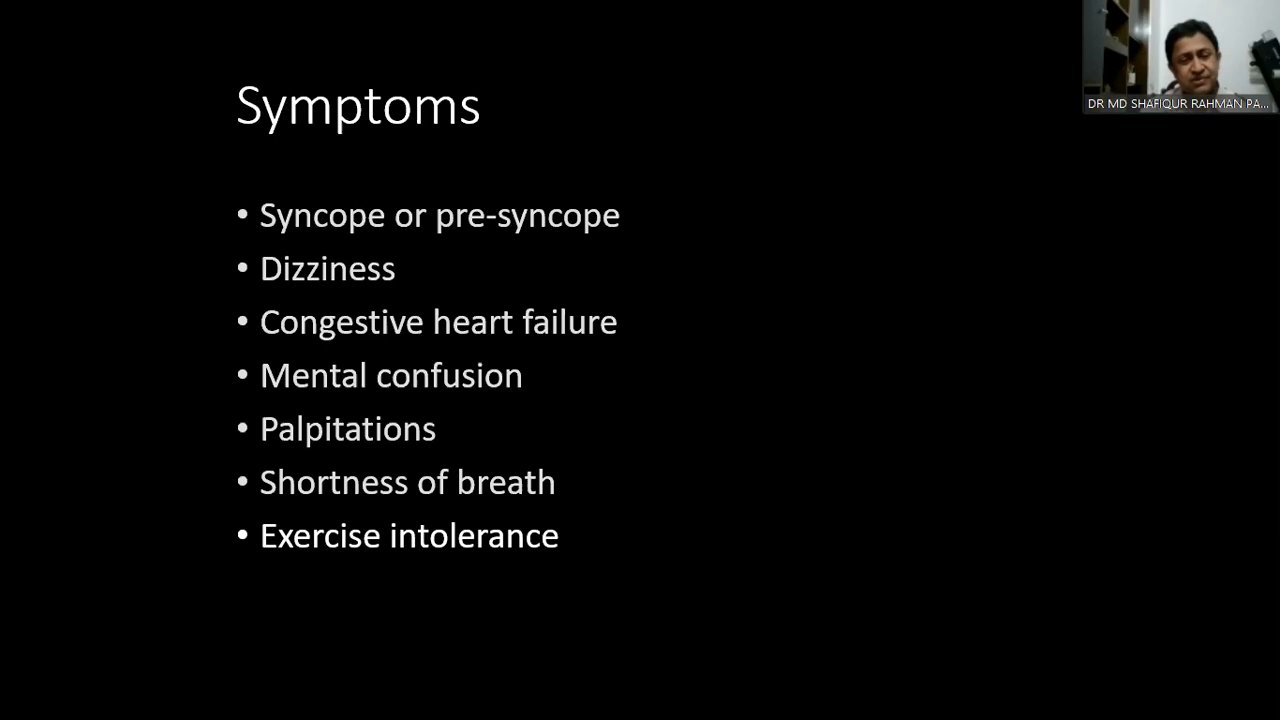 DR MD SHAFIQUR RAHMAN PA...
Symptoms
• Syncope or pre-syncope
• Dizziness
• Congestive heart failure
• Mental confusion
• Palpitations
• Shortness of breath
• Exercise intolerance